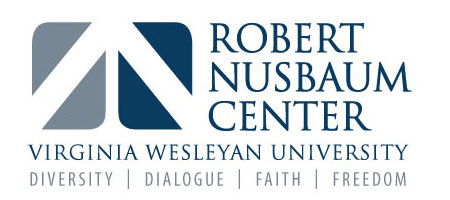 ROBERT
NUSBAUM
CENTER
VIRGINIA WESLEYAN UNIVERSITY
DIVERSITY | DIALOGUE | FAITH | FREEDOM